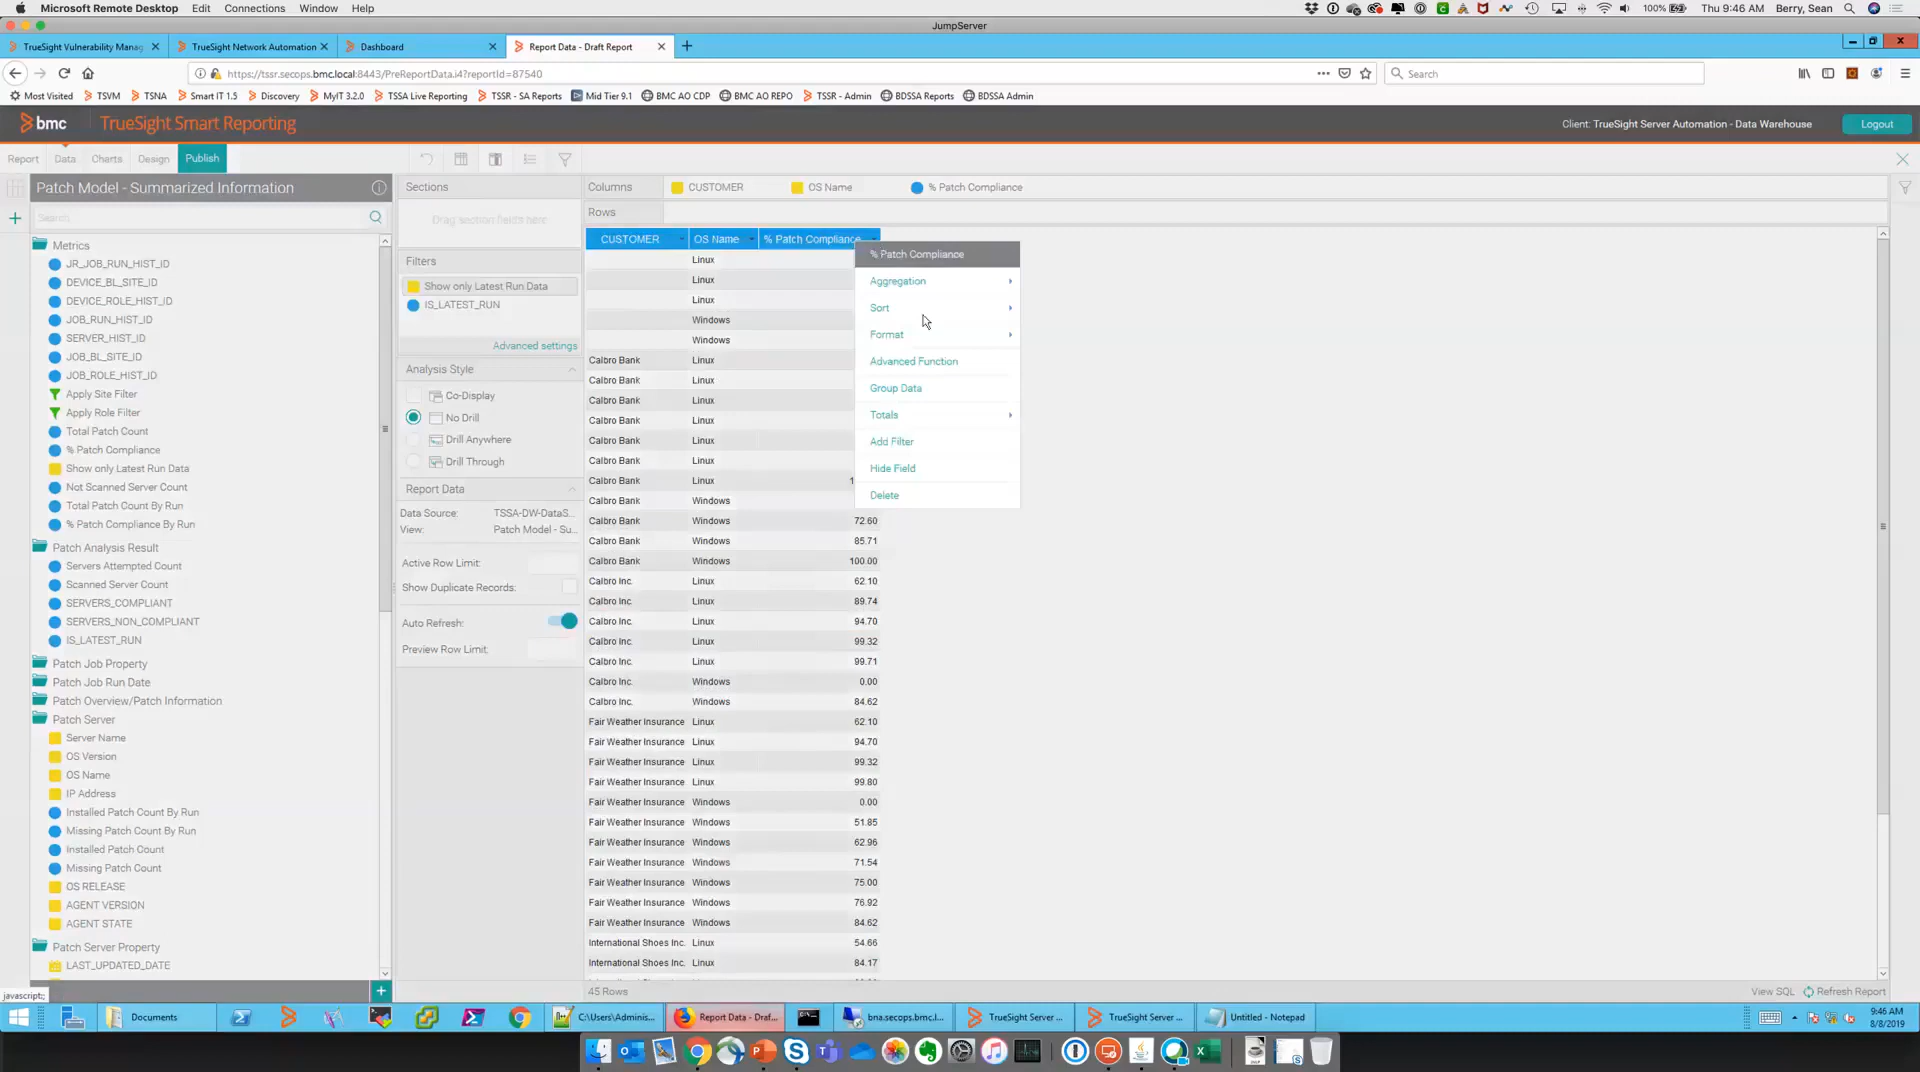 Microsoft Remote Desktop Edit Connections Window Help 100% Thu 9:46 AM Berry, Sean
JumpServer
TrueSight Vulnerability Manag TrueSight Network Automation Dashboard Report Data - Draft Report
https://tssr.secops.bmc.local:8443/PreReportData.i4?reportId=87540 Search
Most Visited TSVM TSNA Smart IT 1.5 Discovery MyIT 3.2.0 TSSA Live Reporting TSSR - SA Reports Mid Tier 9.1 BMC AO CDP BMC AO REPO TSSR - Admin BDSSA Reports BDSSA Admin
bmc TrueSight Smart Reporting Client: TrueSight Server Automation - Data Warehouse Logout
Report Data Charts Design Publish
Patch Model - Summarized Information
Search
Metrics
JR_JOB_RUN_HIST_ID
DEVICE_BL_SITE_ID
DEVICE_ROLE_HIST_ID
JOB_RUN_HIST_ID
SERVER_HIST_ID
JOB_BL_SITE_ID
JOB_ROLE_HIST_ID
Apply Site Filter
Apply Role Filter
Total Patch Count
% Patch Compliance
Show only Latest Run Data
Not Scanned Server Count
Total Patch Count By Run
% Patch Compliance By Run
Patch Analysis Result
Servers Attempted Count
Scanned Server Count
SERVERS_COMPLIANT
SERVERS_NON_COMPLIANT
IS_LATEST_RUN
Patch Job Property
Patch Job Run Date
Patch Overview/Patch Information
Patch Server
Server Name
OS Version
OS Name
IP Address
Installed Patch Count By Run
Missing Patch Count By Run
Installed Patch Count
Missing Patch Count
OS RELEASE
AGENT VERSION
AGENT STATE
Patch Server Property
LAST_UPDATED_DATE
javascript:;
Sections
Drag section fields here
Filters
Show only Latest Run Data
IS_LATEST_RUN
Advanced settings
Analysis Style
Co-Display
No Drill
Drill Anywhere
Drill Through
Report Data
Data Source: TSSA-DW-DataS...
View: Patch Model - Su...
Active Row Limit:
Show Duplicate Records:
Auto Refresh:
Preview Row Limit:
Columns CUSTOMER OS Name % Patch Compliance
Rows
CUSTOMER OS Name % Patch Compliance
Linux
Linux
Linux
Windows
Windows
Calbro Bank Linux
Calbro Bank Linux
Calbro Bank Linux
Calbro Bank Linux
Calbro Bank Linux
Calbro Bank Linux
Calbro Bank Linux 1
Calbro Bank Windows
Calbro Bank Windows 72.60
Calbro Bank Windows 85.71
Calbro Bank Windows 100.00
Calbro Inc. Linux 62.10
Calbro Inc. Linux 89.74
Calbro Inc. Linux 94.70
Calbro Inc. Linux 99.32
Calbro Inc. Linux 99.71
Calbro Inc. Windows 0.00
Calbro Inc. Windows 84.62
Fair Weather Insurance Linux 62.10
Fair Weather Insurance Linux 94.70
Fair Weather Insurance Linux 99.32
Fair Weather Insurance Linux 99.80
Fair Weather Insurance Windows 0.00
Fair Weather Insurance Windows 51.85
Fair Weather Insurance Windows 62.96
Fair Weather Insurance Windows 71.54
Fair Weather Insurance Windows 75.00
Fair Weather Insurance Windows 76.92
Fair Weather Insurance Windows 84.62
International Shoes Inc. Linux 54.66
International Shoes Inc. Linux 84.17
% Patch Compliance
Aggregation
Sort
Format
Advanced Function
Group Data
Totals
Add Filter
Hide Field
Delete
45 Rows View SQL Refresh Report
Documents C:\Users\Adminis... Report Data - Draf... bna.secops.bmc.l... TrueSight Server ... TrueSight Server ... Untitled - Notepad 9:46 AM
8/8/2019